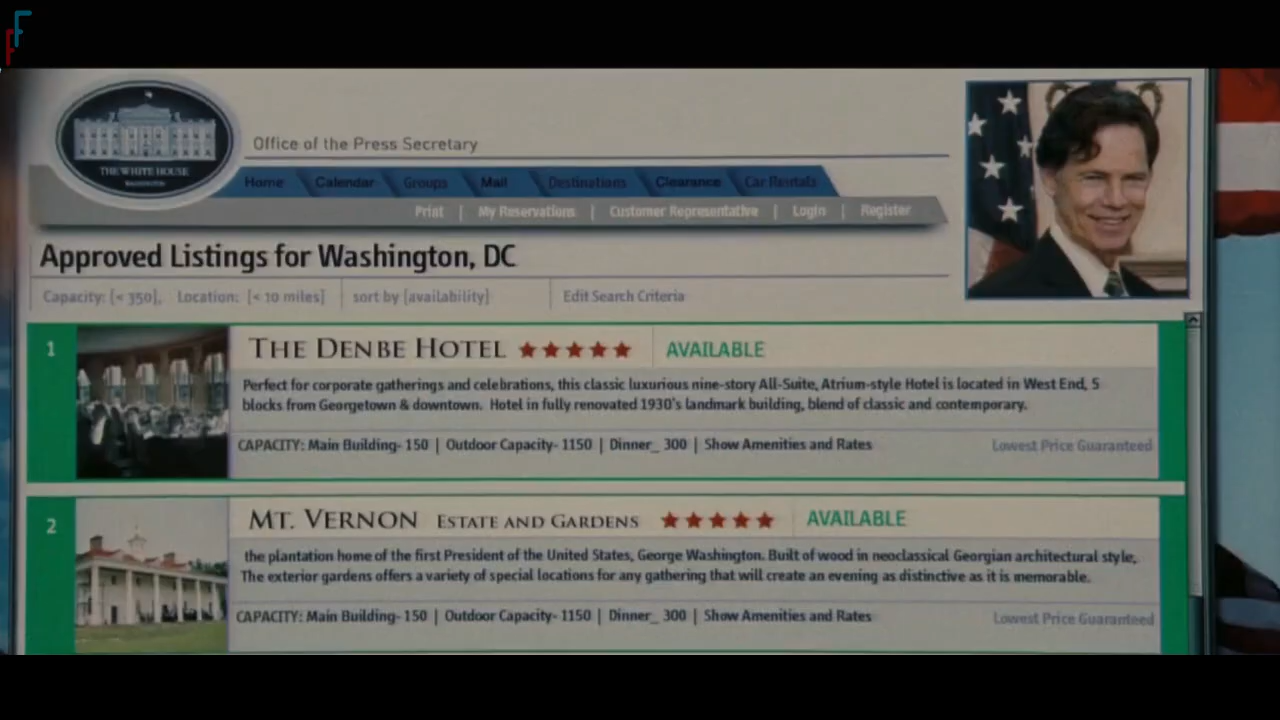 FF
THE WHITE HOUSE
WASHINGTON
Office of the Press Secretary
Home Calendar Groups Mail Destinations Clearance Car Rentals
Print | My Reservations | Customer Representative | Login | Register
Approved Listings for Washington, DC
Capacity: [< 350], Location: [< 10 miles] sort by [availability] Edit Search Criteria
1
THE DENBE HOTEL ★★★★★ AVAILABLE
Perfect for corporate gatherings and celebrations, this classic luxurious nine-story All-Suite, Atrium-style Hotel is located in West End, 5
blocks from Georgetown & downtown. Hotel in fully renovated 1930's landmark building, blend of classic and contemporary.
CAPACITY: Main Building- 150 | Outdoor Capacity- 1150 | Dinner_ 300 | Show Amenities and Rates Lowest Price Guaranteed
2
MT. VERNON ESTATE AND GARDENS ★★★★★ AVAILABLE
the plantation home of the first President of the United States, George Washington. Built of wood in neoclassical Georgian architectural style,
The exterior gardens offers a variety of special locations for any gathering that will create an evening as distinctive as it is memorable.
CAPACITY: Main Building- 150 | Outdoor Capacity- 1150 | Dinner_ 300 | Show Amenities and Rates Lowest Price Guaranteed